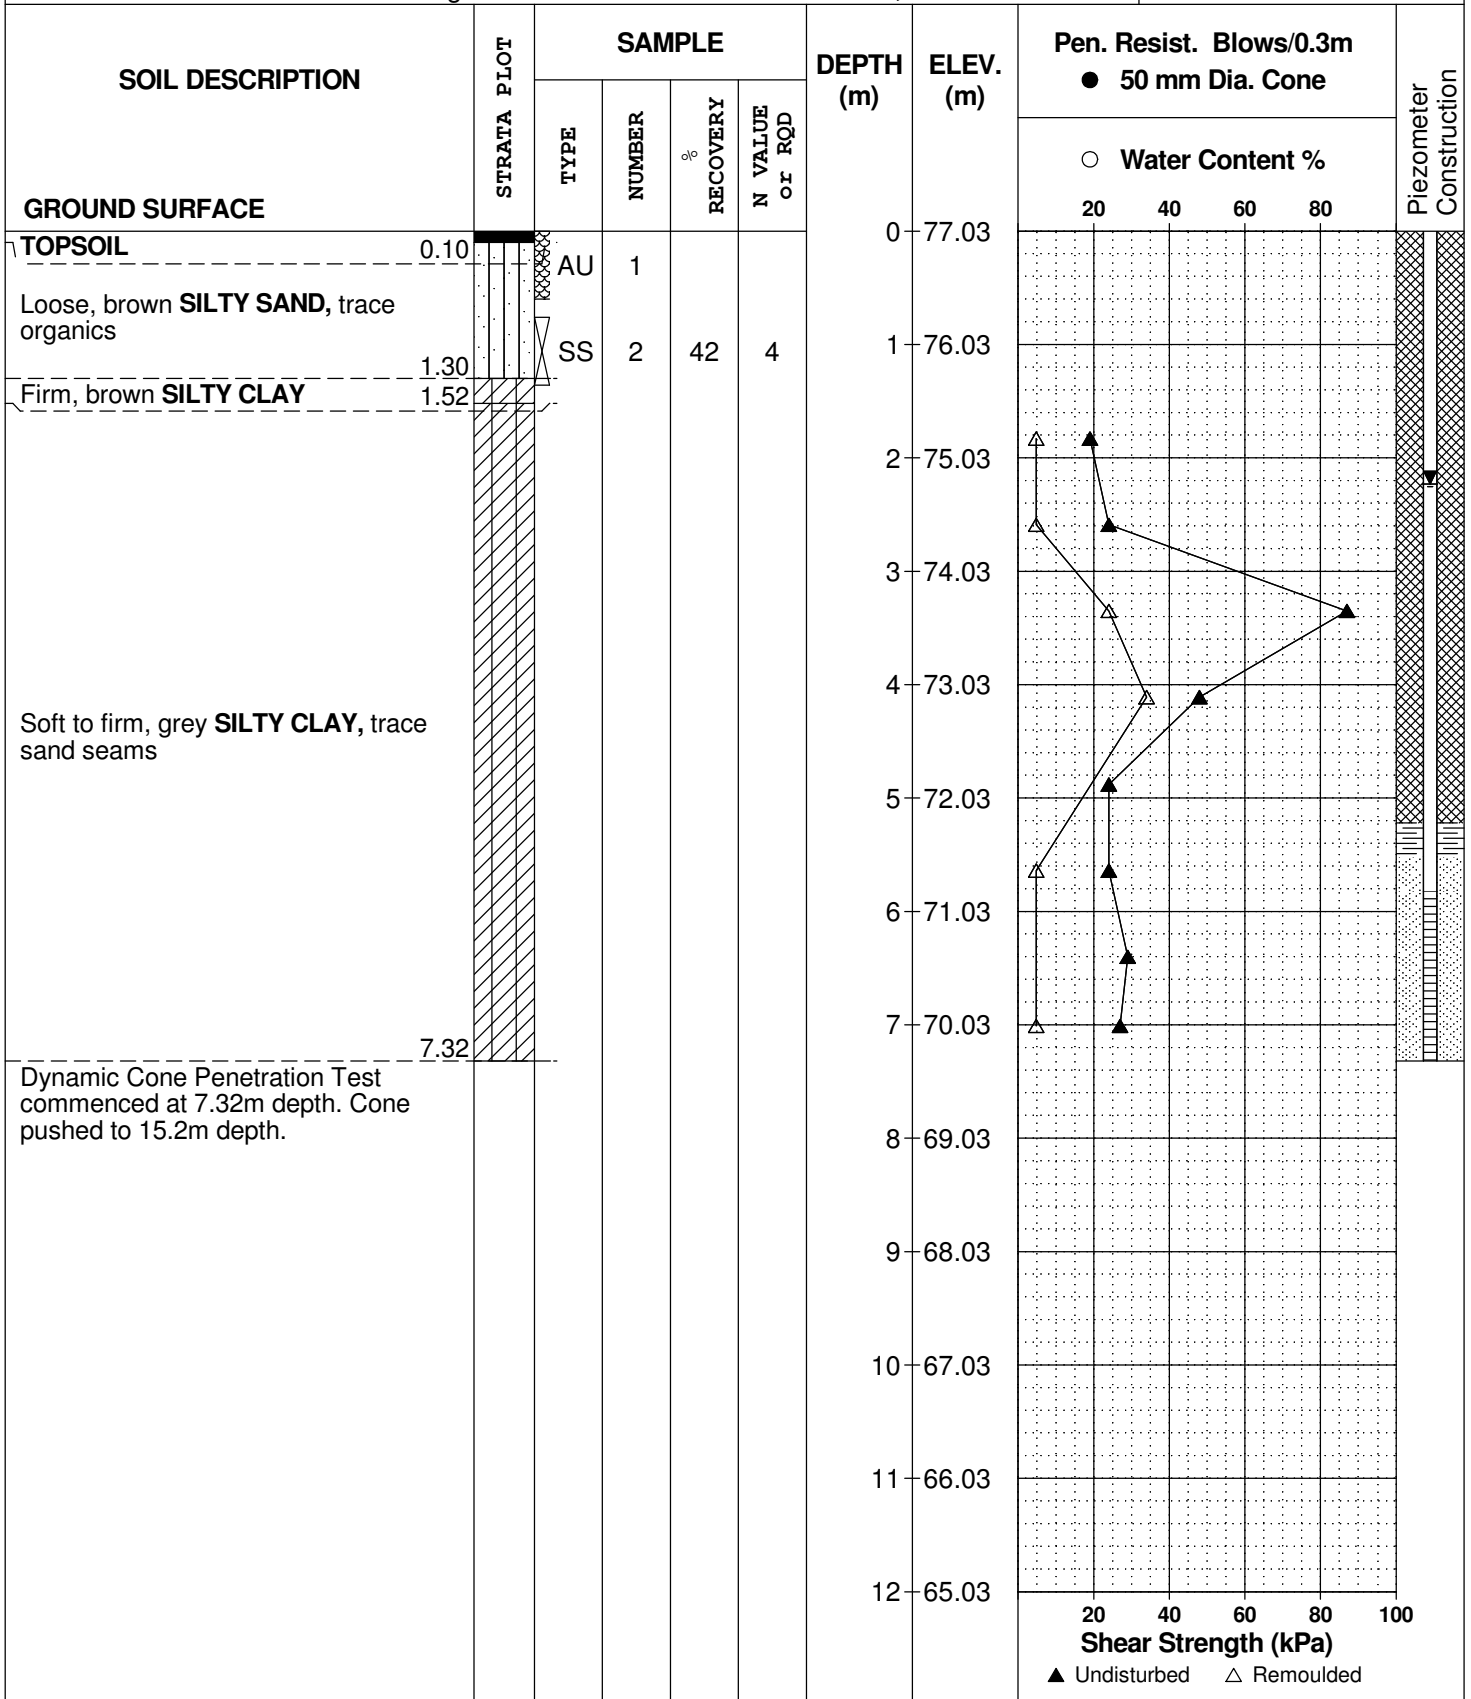 SOIL DESCRIPTION
GROUND SURFACE
STRATA PLOT
SAMPLE
TYPE
NUMBER
% RECOVERY
N VALUE or RQD
DEPTH (m)
ELEV. (m)
Pen. Resist. Blows/0.3m
● 50 mm Dia. Cone
○ Water Content %
20 40 60 80
Piezometer Construction
0 77.03
TOPSOIL 0.10
AU 1
Loose, brown SILTY SAND, trace
organics
1 76.03
SS 2 42 4
1.30
Firm, brown SILTY CLAY 1.52
2 75.03
3 74.03
4 73.03
Soft to firm, grey SILTY CLAY, trace
sand seams
5 72.03
6 71.03
7 70.03
7.32
Dynamic Cone Penetration Test
commenced at 7.32m depth. Cone
pushed to 15.2m depth.
8 69.03
9 68.03
10 67.03
11 66.03
12 65.03
20 40 60 80 100
Shear Strength (kPa)
▲ Undisturbed △ Remoulded